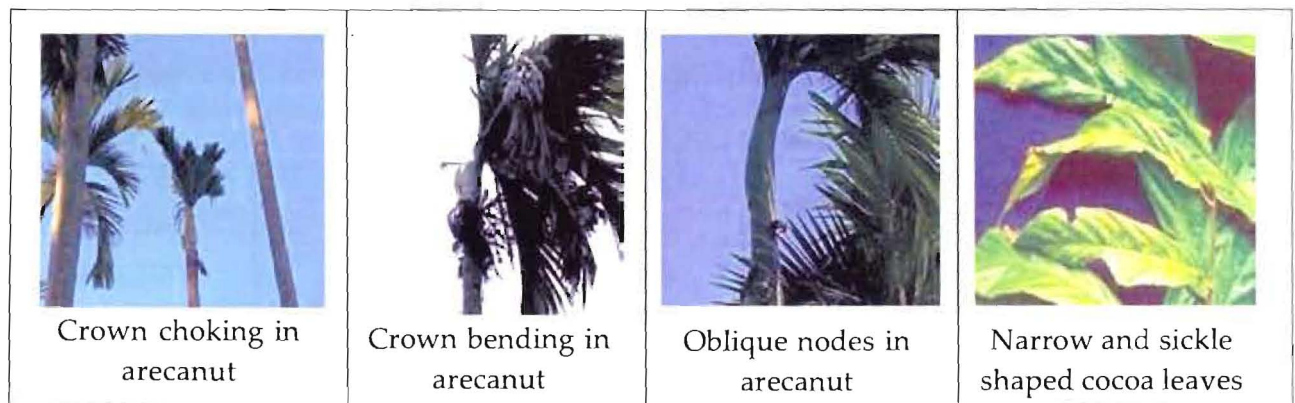 Crown choking in
arecanut
Crown bending in
arecanut
Oblique nodes in
arecanut
Narrow and sickle
shaped cocoa leaves